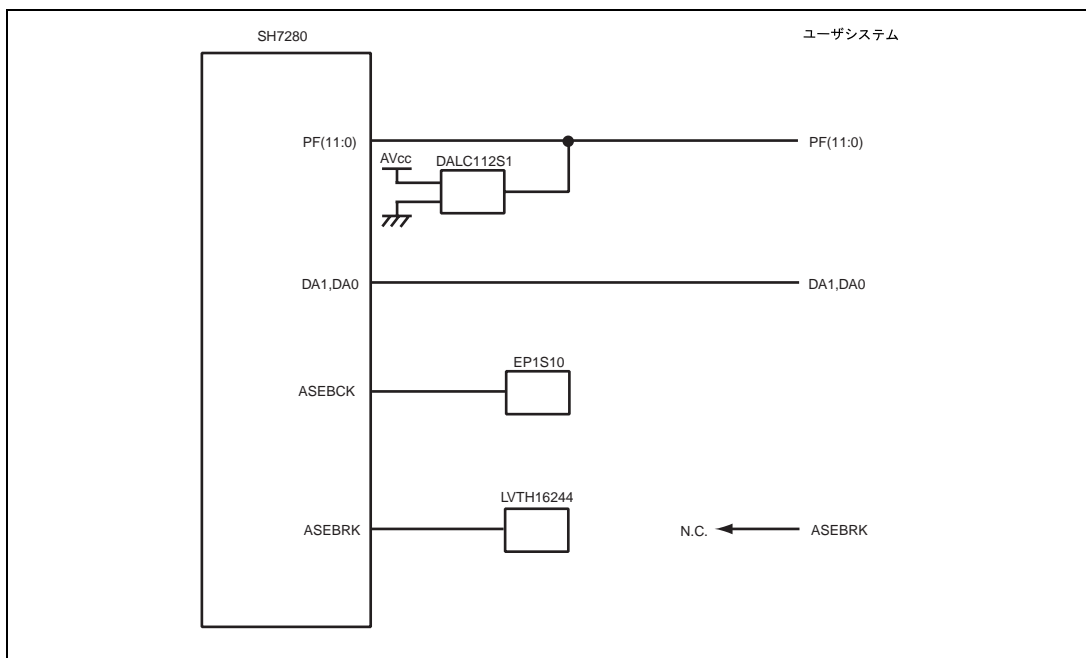 SH7280
ユーザシステム
PF(11:0)
PF(11:0)
AVcc
DALC112S1
DA1,DA0
DA1,DA0
EP1S10
ASEBCK
LVTH16244
ASEBRK
N.C.
ASEBRK